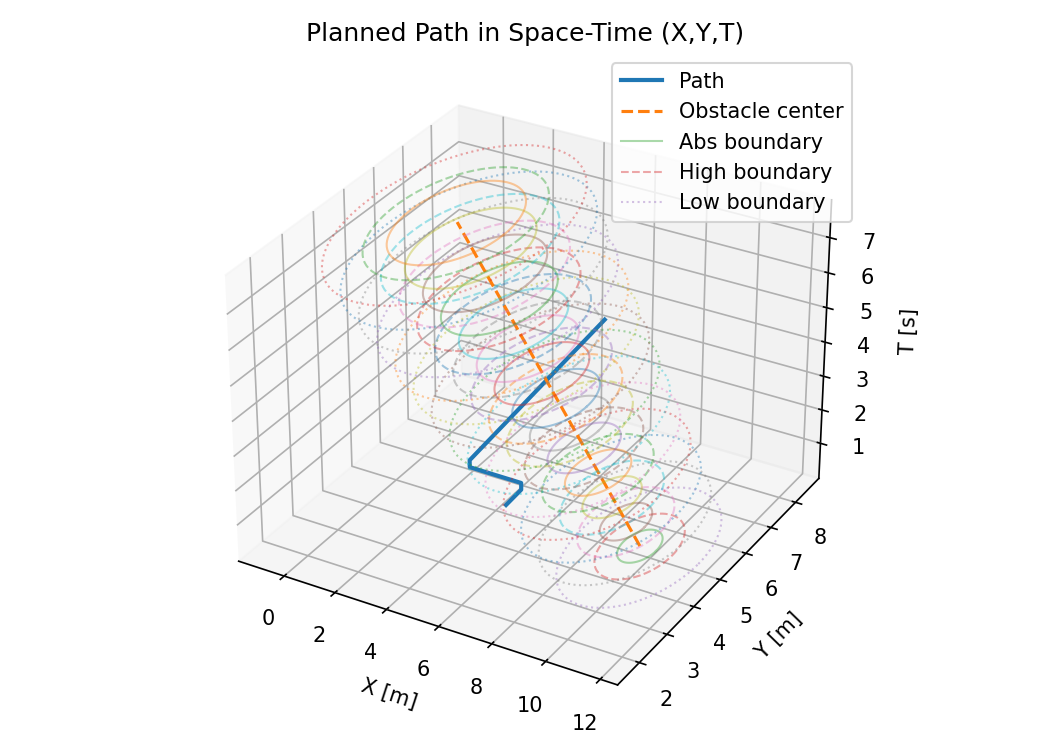 Planned Path in Space-Time (X,Y,T)
Path
Obstacle center
Abs boundary
High boundary
Low boundary
7
6
5
4
3
2
1
T [s]
8
7
6
5
4
3
2
Y [m]
0
2
4
6
8
10
12
X [m]